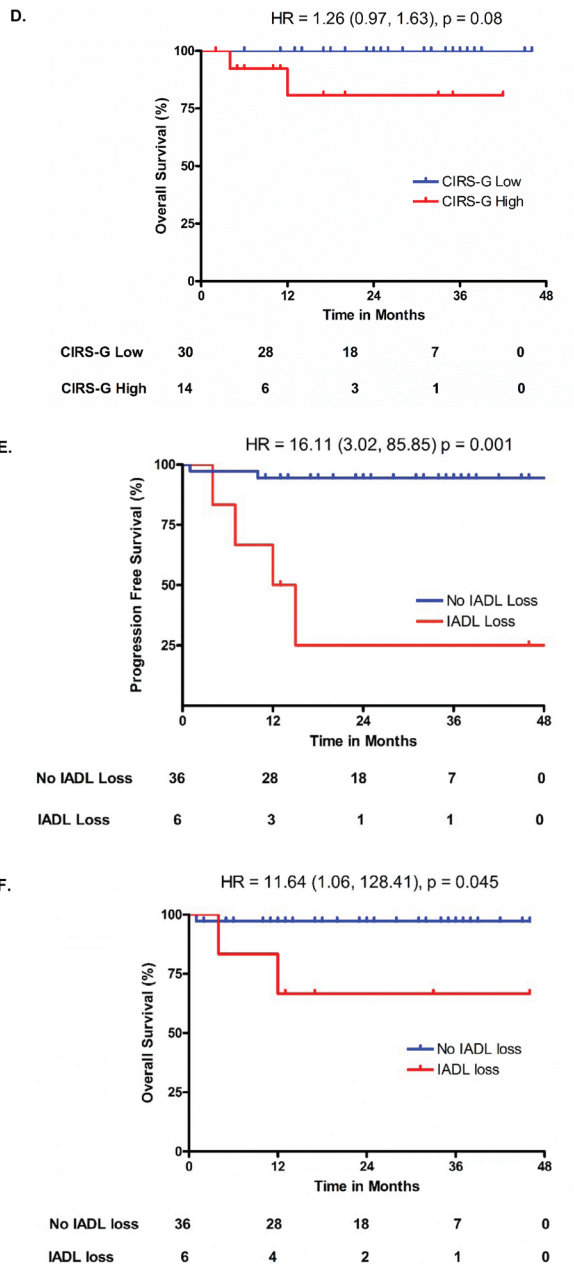 D.
HR = 1.26 (0.97, 1.63), p = 0.08
Overall Survival (%)
100
75
50
25
0
CIRS-G Low
CIRS-G High
0 12 24 36 48
Time in Months
CIRS-G Low 30 28 18 7 0
CIRS-G High 14 6 3 1 0
E.
HR = 16.11 (3.02, 85.85) p = 0.001
Progression Free Survival (%)
100
75
50
25
No IADL Loss
IADL Loss
0 12 24 36 48
Time in Months
No IADL Loss 36 28 18 7 0
IADL Loss 6 3 1 1 0
F.
HR = 11.64 (1.06, 128.41), p = 0.045
Overall Survival (%)
100
75
50
25
0
No IADL loss
IADL loss
0 12 24 36 48
Time in Months
No IADL loss 36 28 18 7 0
IADL loss 6 4 2 1 0